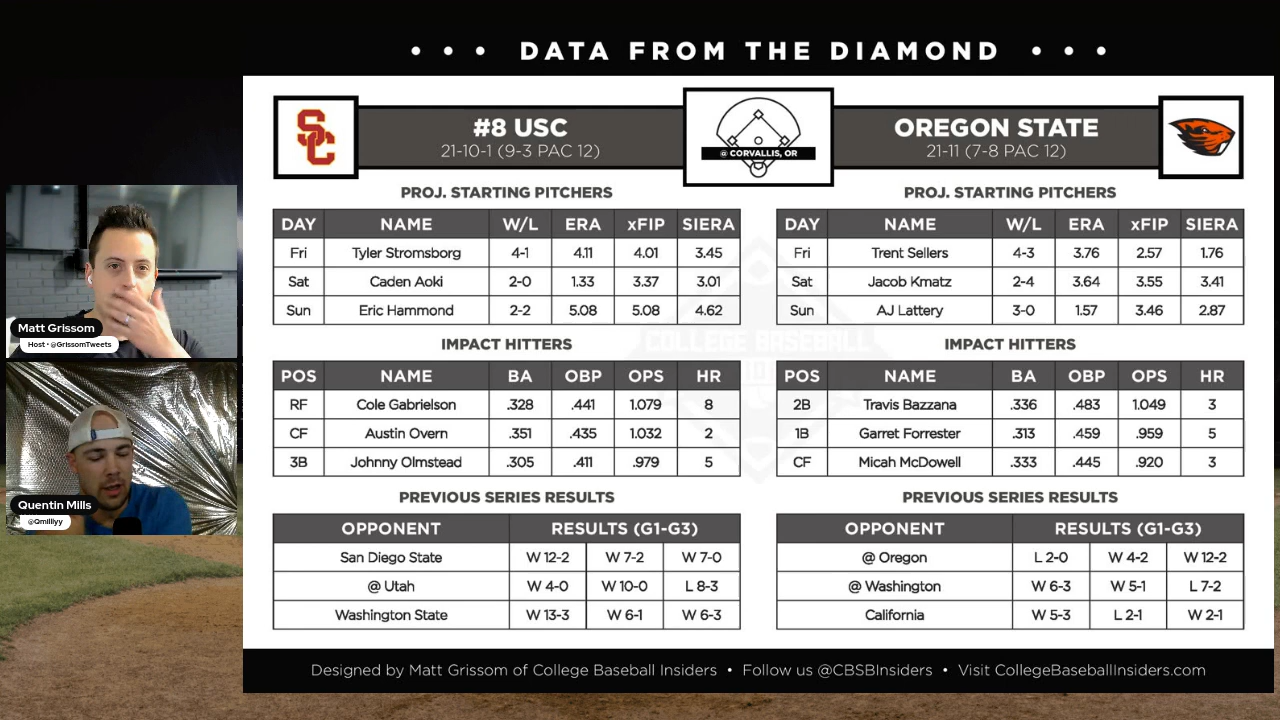 • • • DATA FROM THE DIAMOND • • •
#8 USC
21-10-1 (9-3 PAC 12)
@ CORVALLIS, OR
OREGON STATE
21-11 (7-8 PAC 12)
SC
PROJ. STARTING PITCHERS
DAY NAME W/L ERA xFIP SIERA
Fri Tyler Stromsborg 4-1 4.11 4.01 3.45
Sat Caden Aoki 2-0 1.33 3.37 3.01
Sun Eric Hammond 2-2 5.08 5.08 4.62
IMPACT HITTERS
POS NAME BA OBP OPS HR
RF Cole Gabrielson .328 .441 1.079 8
CF Austin Overn .351 .435 1.032 2
3B Johnny Olmstead .305 .411 .979 5
PREVIOUS SERIES RESULTS
OPPONENT RESULTS (G1-G3)
San Diego State W 12-2 W 7-2 W 7-0
@ Utah W 4-0 W 10-0 L 8-3
Washington State W 13-3 W 6-1 W 6-3
PROJ. STARTING PITCHERS
DAY NAME W/L ERA xFIP SIERA
Fri Trent Sellers 4-3 3.76 2.57 1.76
Sat Jacob Kmatz 2-4 3.64 3.55 3.41
Sun AJ Lattery 3-0 1.57 3.46 2.87
IMPACT HITTERS
POS NAME BA OBP OPS HR
2B Travis Bazzana .336 .483 1.049 3
1B Garret Forrester .313 .459 .959 5
CF Micah McDowell .333 .445 .920 3
PREVIOUS SERIES RESULTS
OPPONENT RESULTS (G1-G3)
@ Oregon L 2-0 W 4-2 W 12-2
@ Washington W 6-3 W 5-1 L 7-2
California W 5-3 L 2-1 W 2-1
COLLEGE BASEBALL
Matt Grissom
Host • @GrissomTweets
Quentin Mills
@Qmillyy
Designed by Matt Grissom of College Baseball Insiders • Follow us @CBSBInsiders • Visit CollegeBaseballInsiders.com